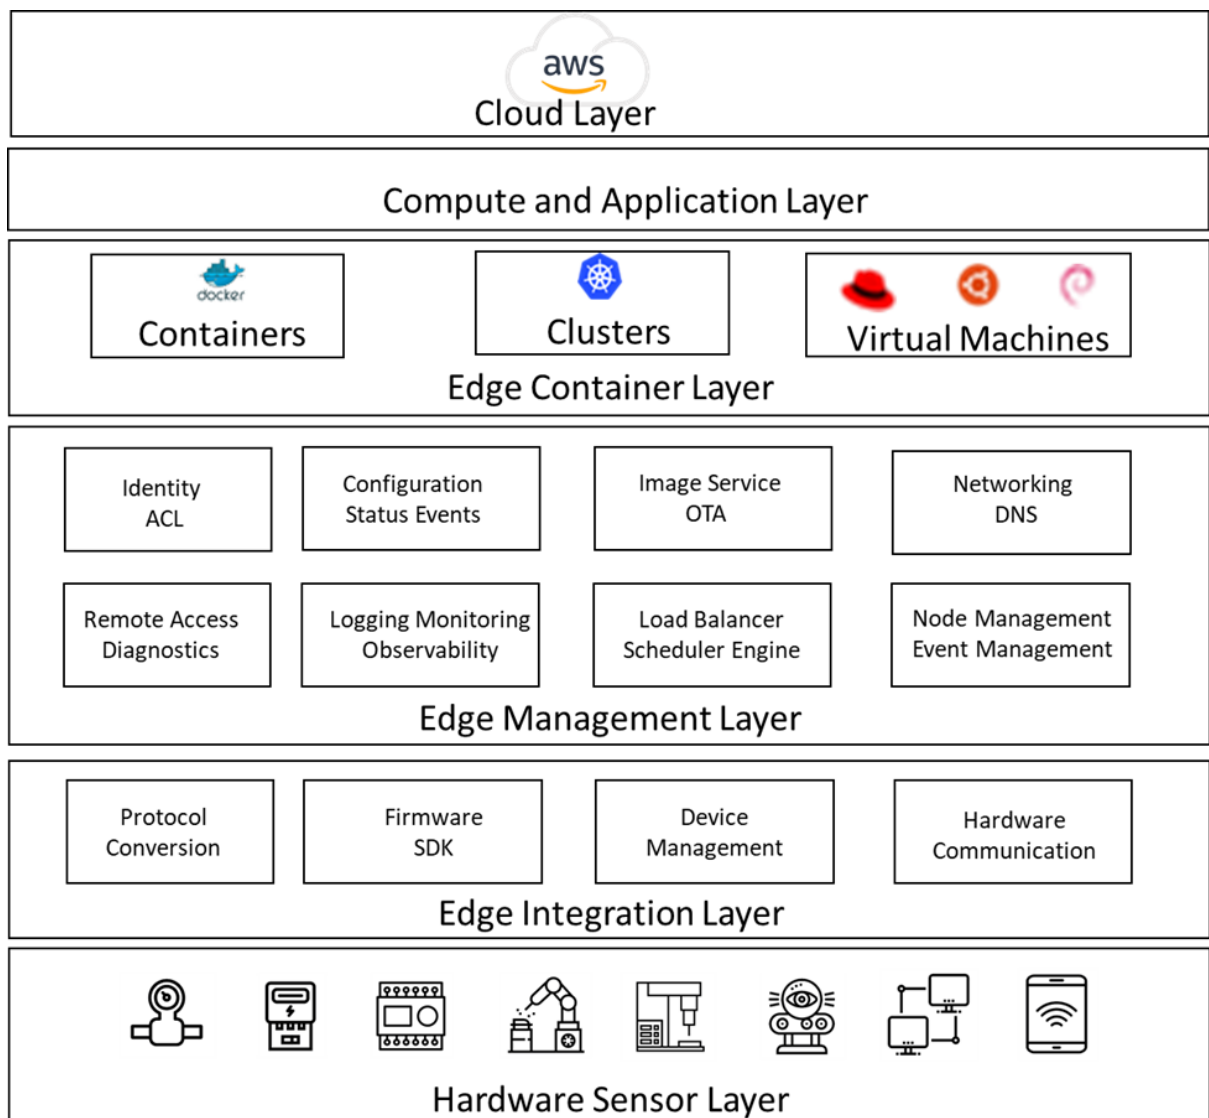 aws
Cloud Layer
Compute and Application Layer
docker
Containers
Clusters
Virtual Machines
Edge Container Layer
Identity
ACL
Configuration
Status Events
Image Service
OTA
Networking
DNS
Remote Access
Diagnostics
Logging Monitoring
Observability
Load Balancer
Scheduler Engine
Node Management
Event Management
Edge Management Layer
Protocol
Conversion
Firmware
SDK
Device
Management
Hardware
Communication
Edge Integration Layer
Hardware Sensor Layer